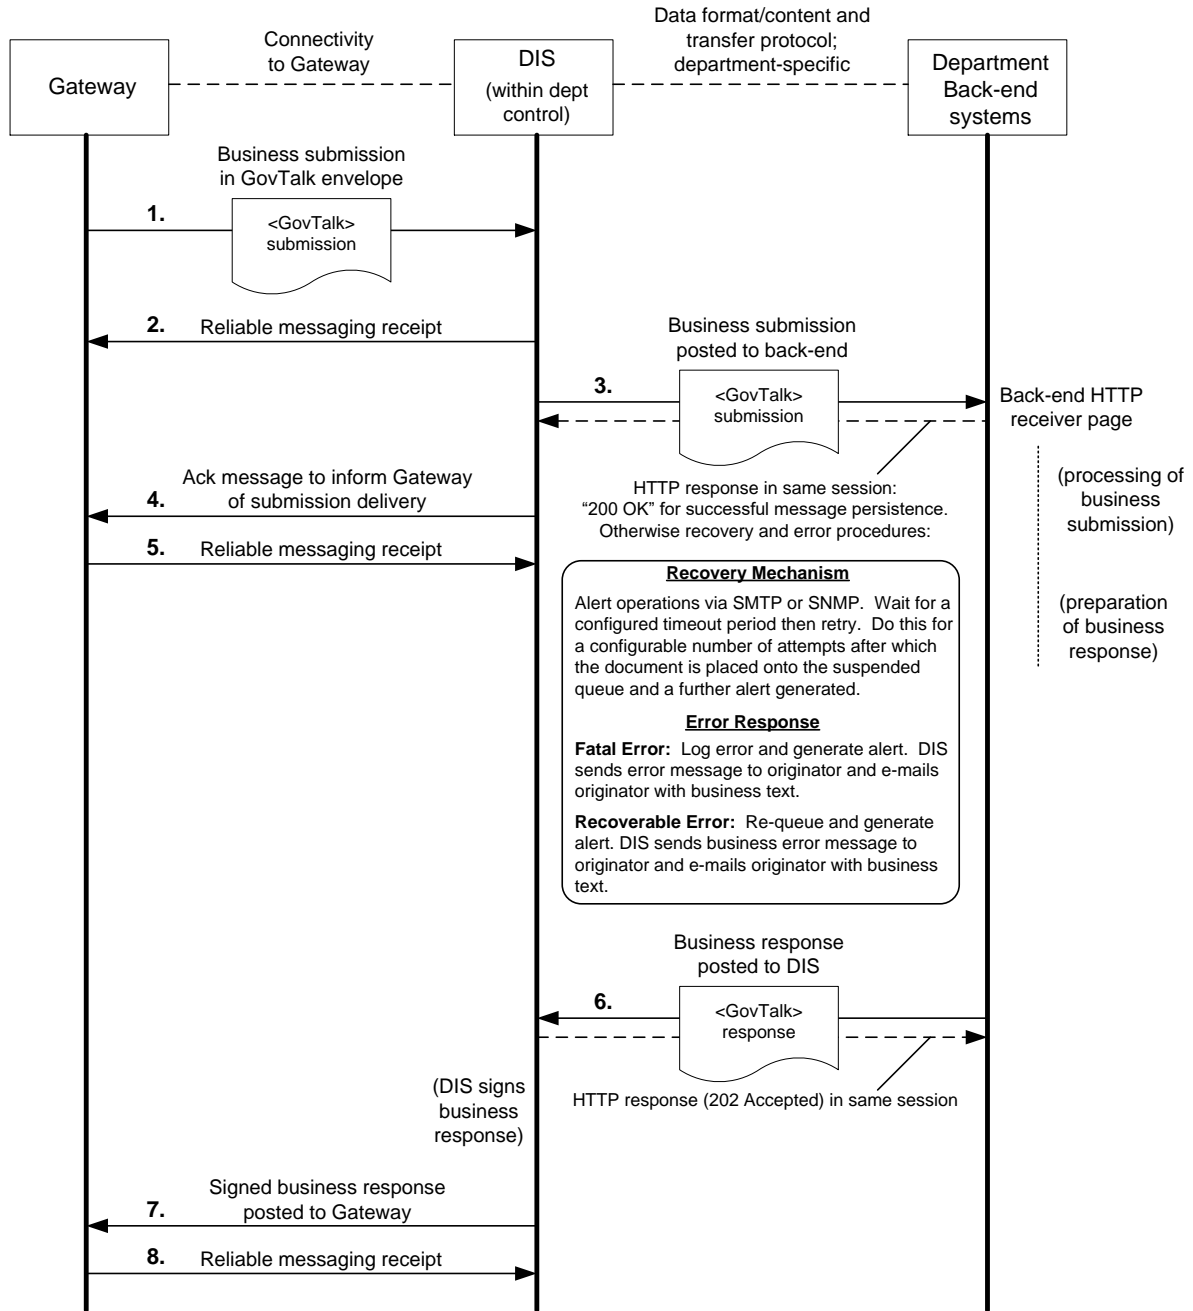 Data format/content and
transfer protocol;
department-specific
Connectivity
to Gateway
Gateway
DIS
(within dept
control)
Department
Back-end
systems
Business submission
in GovTalk envelope
1.
<GovTalk>
submission
2.
Reliable messaging receipt
Business submission
posted to back-end
3.
<GovTalk>
submission
Back-end HTTP
receiver page
Ack message to inform Gateway
of submission delivery
4.
HTTP response in same session:
“200 OK” for successful message persistence.
Otherwise recovery and error procedures:
(processing of
business
submission)
5.
Reliable messaging receipt
Recovery Mechanism
Alert operations via SMTP or SNMP. Wait for a
configured timeout period then retry. Do this for
a configurable number of attempts after which
the document is placed onto the suspended
queue and a further alert generated.
(preparation
of business
response)
Error Response
Fatal Error: Log error and generate alert. DIS
sends error message to originator and e-mails
originator with business text.
Recoverable Error: Re-queue and generate
alert. DIS sends business error message to
originator and e-mails originator with business
text.
Business response
posted to DIS
6.
<GovTalk>
response
(DIS signs
business
response)
HTTP response (202 Accepted) in same session
Signed business response
posted to Gateway
7.
8.
Reliable messaging receipt